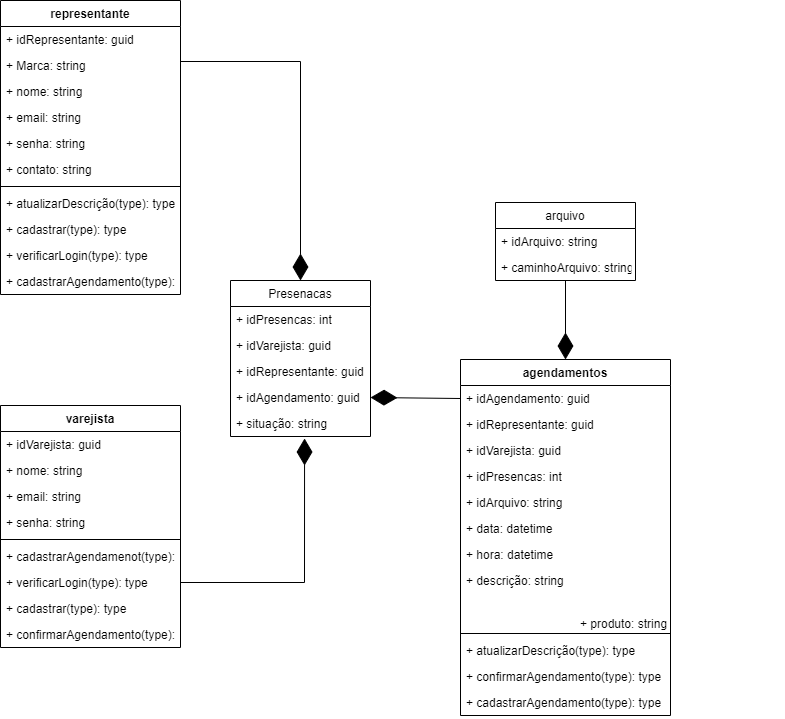 representante
+ idRepresentante: guid
+ Marca: string
+ nome: string
+ email: string
+ senha: string
+ contato: string
+ atualizarDescrição(type): type
+ cadastrar(type): type
+ verificarLogin(type): type
+ cadastrarAgendamento(type):
arquivo
+ idArquivo: string
+ caminhoArquivo: string
Presenacas
+ idPresencas: int
+ idVarejista: guid
+ idRepresentante: guid
+ idAgendamento: guid
+ situação: string
agendamentos
+ idAgendamento: guid
+ idRepresentante: guid
+ idVarejista: guid
+ idPresencas: int
+ idArquivo: string
+ data: datetime
+ hora: datetime
+ descrição: string
+ produto: string
+ atualizarDescrição(type): type
+ confirmarAgendamento(type): type
+ cadastrarAgendamento(type): type
varejista
+ idVarejista: guid
+ nome: string
+ email: string
+ senha: string
+ cadastrarAgendamenot(type):
+ verificarLogin(type): type
+ cadastrar(type): type
+ confirmarAgendamento(type):